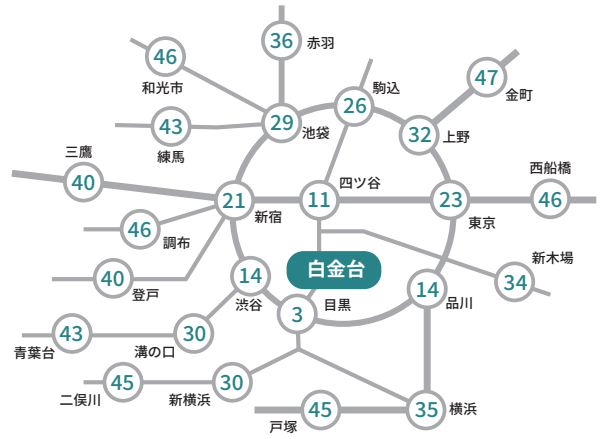 36
赤羽
46
和光市
駒込
47
金町
26
29
池袋
43
練馬
32
上野
三鷹
40
西船橋
四ツ谷
21
新宿
11
23
東京
46
46
調布
新木場
白金台
40
登戸
14
渋谷
14
品川
34
3
目黒
43
青葉台
30
溝の口
45
二俣川
30
新横浜
45
戸塚
35
横浜